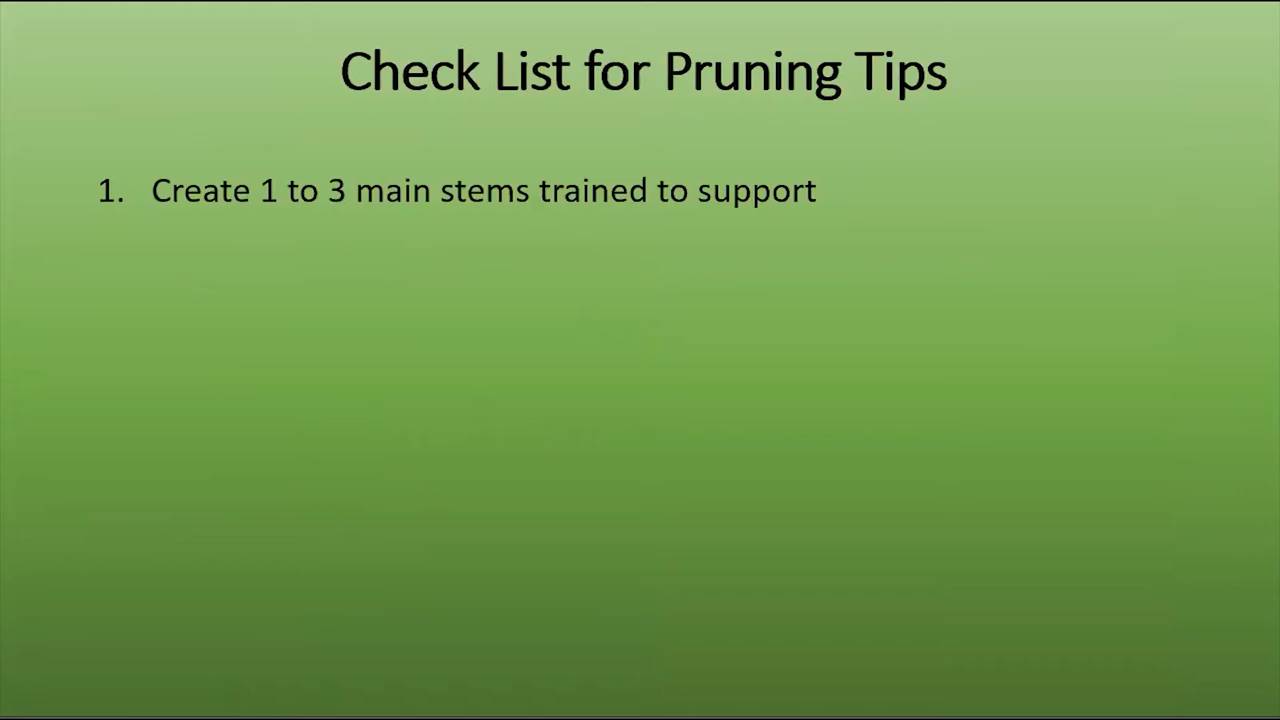 Check List for Pruning Tips
1. Create 1 to 3 main stems trained to support